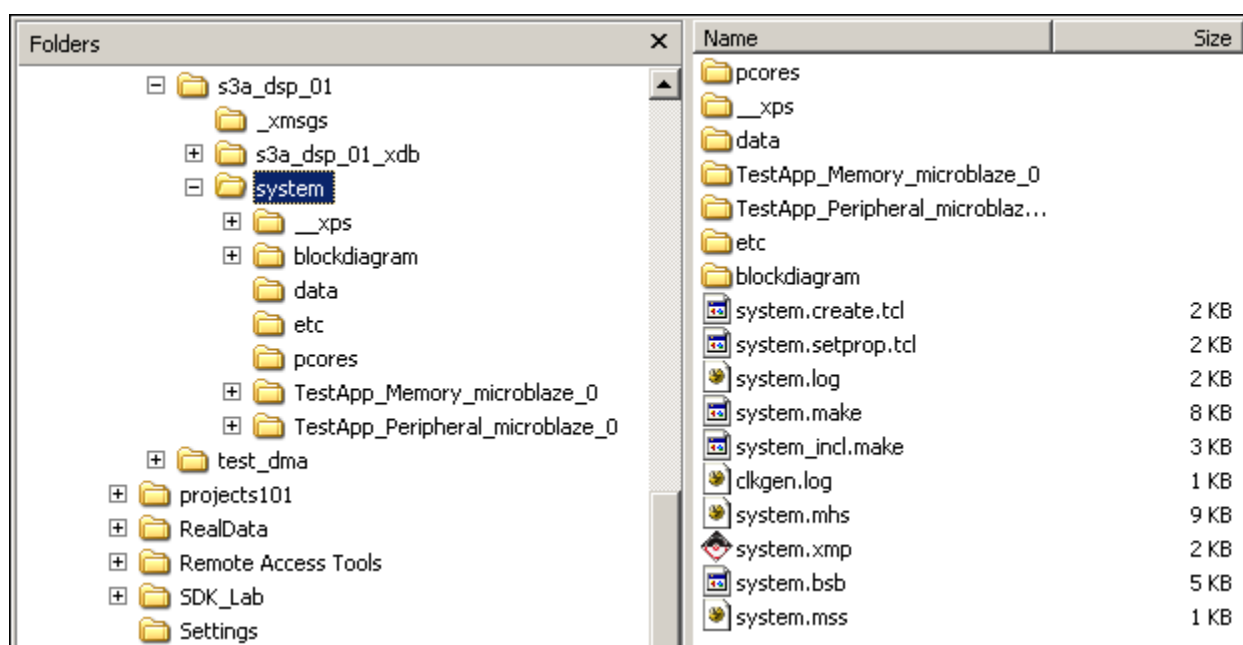 Folders
s3a_dsp_01
_xmsgs
s3a_dsp_01_xdb
system
__xps
blockdiagram
data
etc
pcores
TestApp_Memory_microblaze_0
TestApp_Peripheral_microblaze_0
test_dma
projects101
RealData
Remote Access Tools
SDK_Lab
Settings
Name Size
pcores
__xps
data
TestApp_Memory_microblaze_0
TestApp_Peripheral_microblaz...
etc
blockdiagram
system.create.tcl 2 KB
system.setprop.tcl 2 KB
system.log 2 KB
system.make 8 KB
system_incl.make 3 KB
clkgen.log 1 KB
system.mhs 9 KB
system.xmp 2 KB
system.bsb 5 KB
system.mss 1 KB